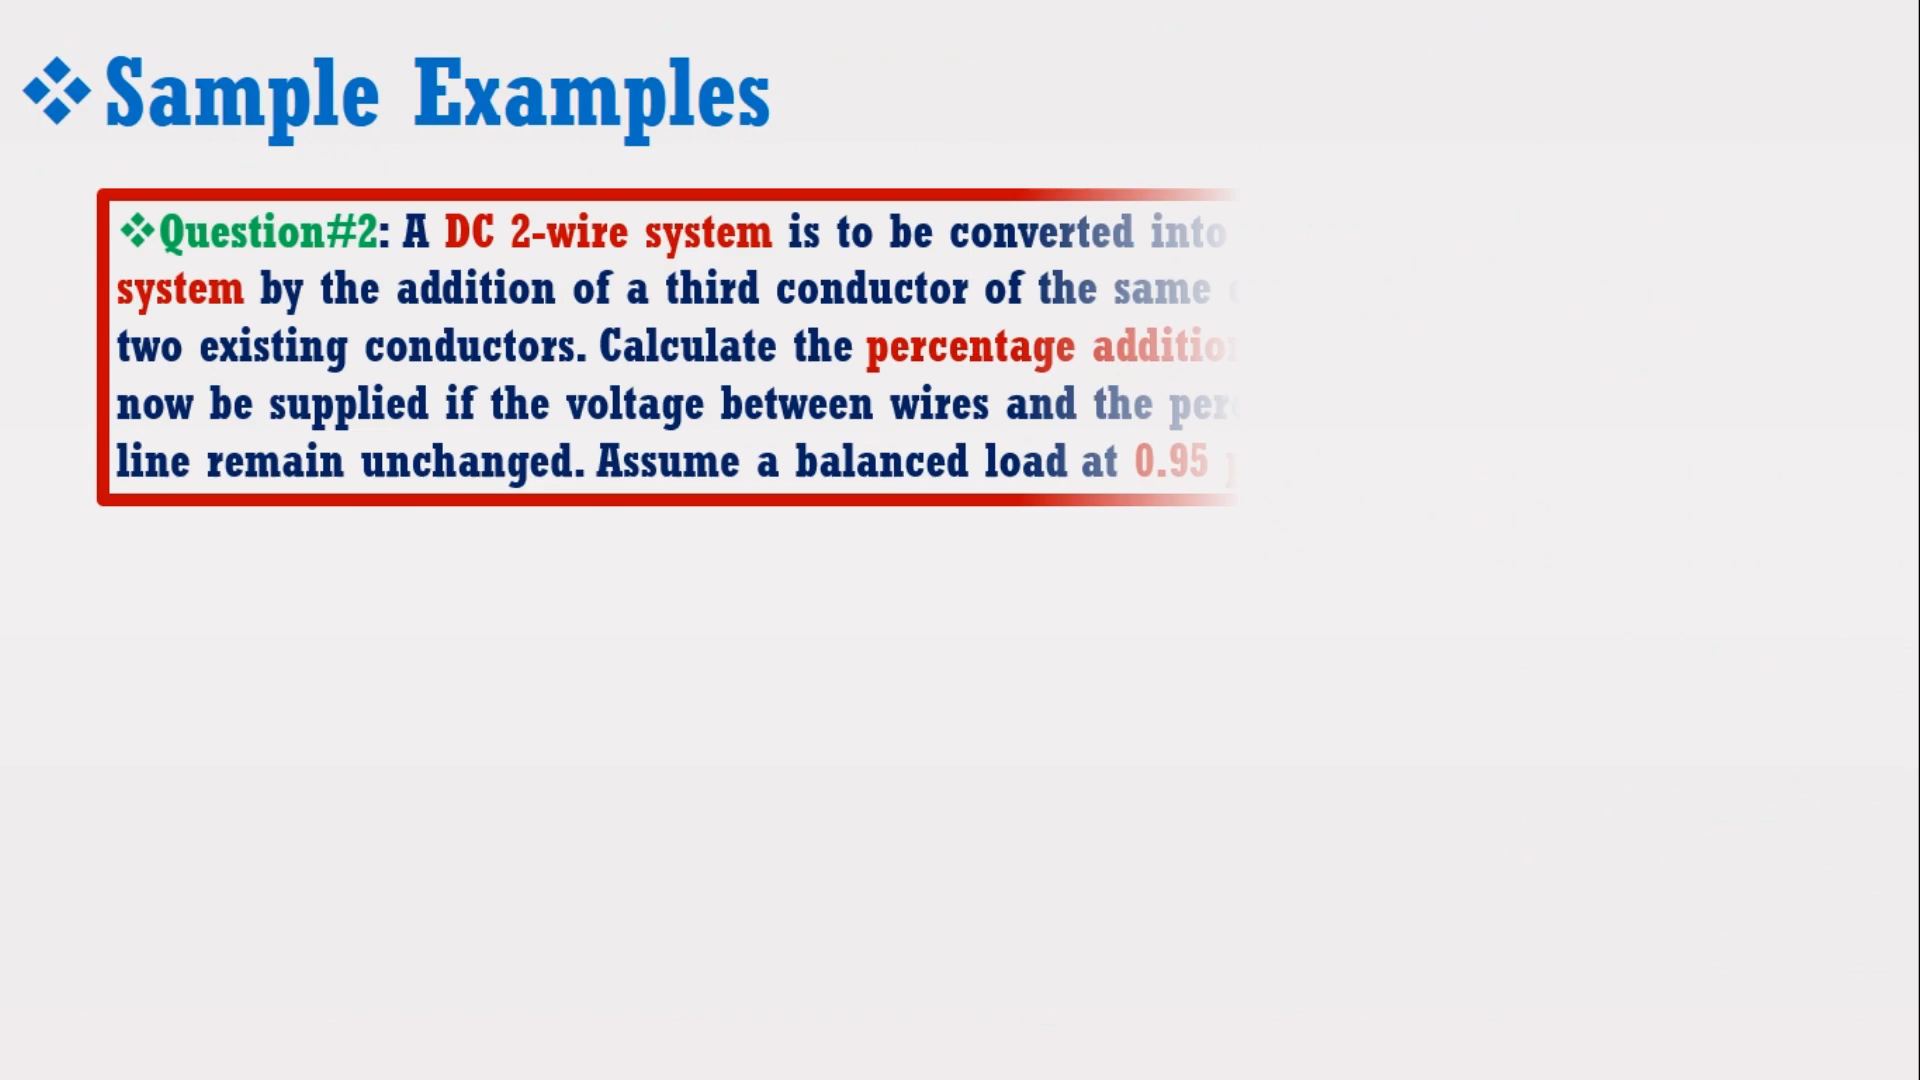 ❖Sample Examples
❖Question#2: A DC 2-wire system is to be converted into
system by the addition of a third conductor of the same
two existing conductors. Calculate the percentage
now be supplied if the voltage between wires and the
line remain unchanged. Assume a balanced load at 0.95